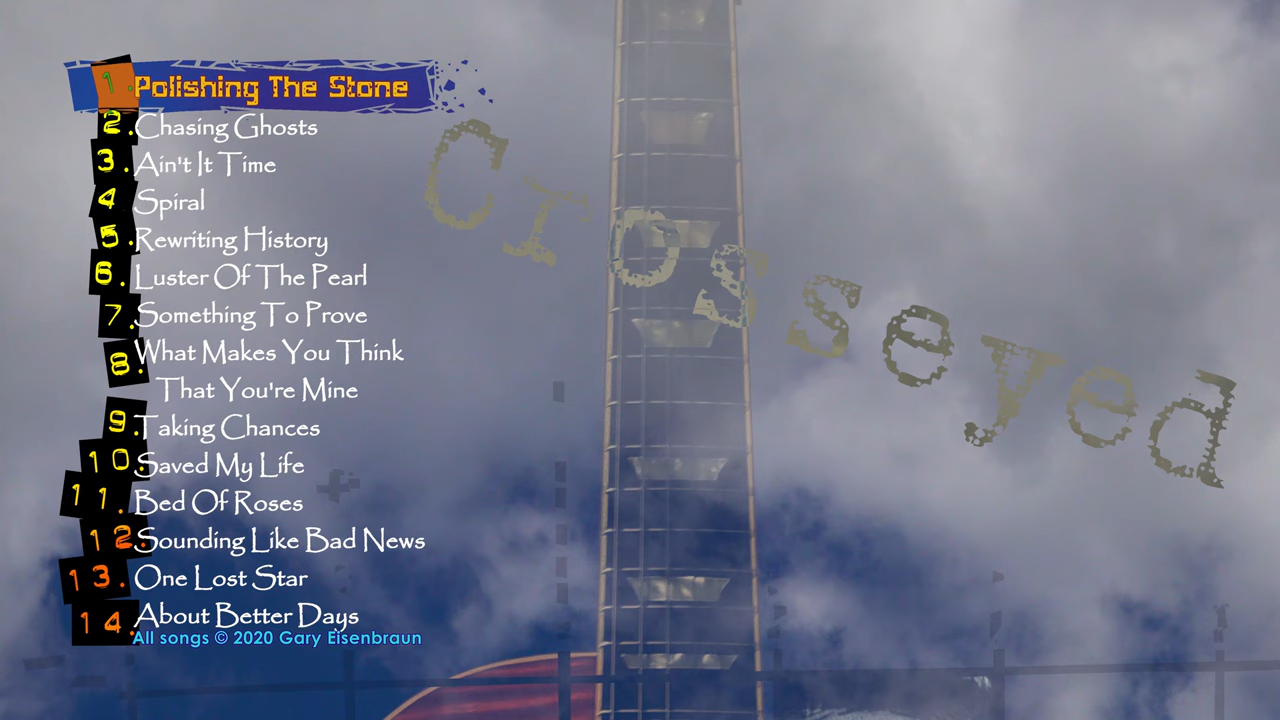 1. Polishing The Stone
2. Chasing Ghosts
3. Ain't It Time
4 Spiral
5. Rewriting History
6. Luster Of The Pearl
7. Something To Prove
8. What Makes You Think
That You're Mine
9. Taking Chances
10. Saved My Life
11. Bed Of Roses
12. Sounding Like Bad News
13. One Lost Star
14. About Better Days
All songs © 2020 Gary Eisenbraun
Crosseyed